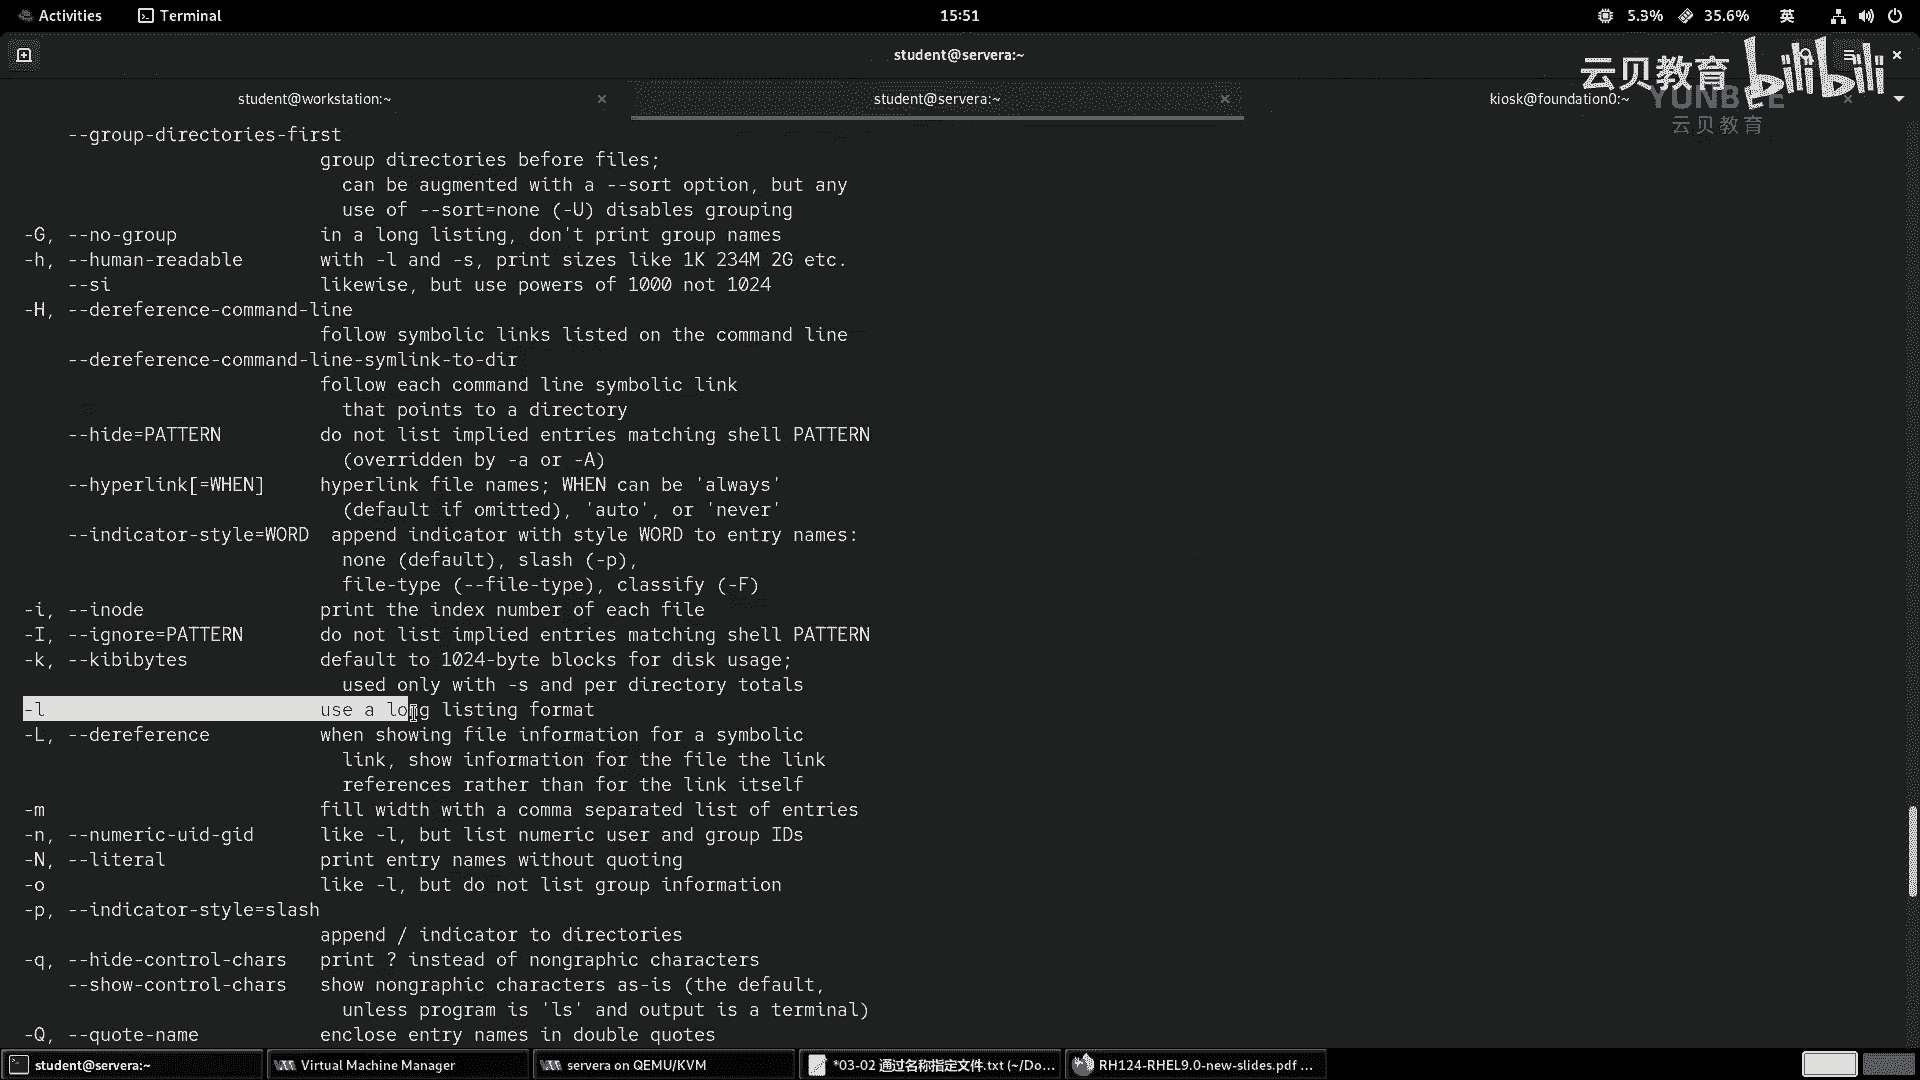 Activities Terminal 15:51 5.3% 35.6% 英
student@servera:~
云贝教育 bilibili
student@workstation:~ student@servera:~ kiosk@foundation0:~
YUNBEE
云贝教育
--group-directories-first
group directories before files;
can be augmented with a --sort option, but any
use of --sort=none (-U) disables grouping
-G, --no-group in a long listing, don't print group names
-h, --human-readable with -l and -s, print sizes like 1K 234M 2G etc.
--si likewise, but use powers of 1000 not 1024
-H, --dereference-command-line
follow symbolic links listed on the command line
--dereference-command-line-symlink-to-dir
follow each command line symbolic link
that points to a directory
--hide=PATTERN do not list implied entries matching shell PATTERN
(overridden by -a or -A)
--hyperlink[=WHEN] hyperlink file names; WHEN can be 'always'
(default if omitted), 'auto', or 'never'
--indicator-style=WORD append indicator with style WORD to entry names:
none (default), slash (-p),
file-type (--file-type), classify (-F)
-i, --inode print the index number of each file
-I, --ignore=PATTERN do not list implied entries matching shell PATTERN
-k, --kibibytes default to 1024-byte blocks for disk usage;
used only with -s and per directory totals
-l use a long listing format
-L, --dereference when showing file information for a symbolic
link, show information for the file the link
references rather than for the link itself
-m fill width with a comma separated list of entries
-n, --numeric-uid-gid like -l, but list numeric user and group IDs
-N, --literal print entry names without quoting
-o like -l, but do not list group information
-p, --indicator-style=slash
append / indicator to directories
-q, --hide-control-chars print ? instead of nongraphic characters
--show-control-chars show nongraphic characters as-is (the default,
unless program is 'ls' and output is a terminal)
-Q, --quote-name enclose entry names in double quotes
student@servera:~ Virtual Machine Manager servera on QEMU/KVM *03-02 通过名称指定文件.txt (~/Do... RH124-RHEL9.0-new-slides.pdf ...